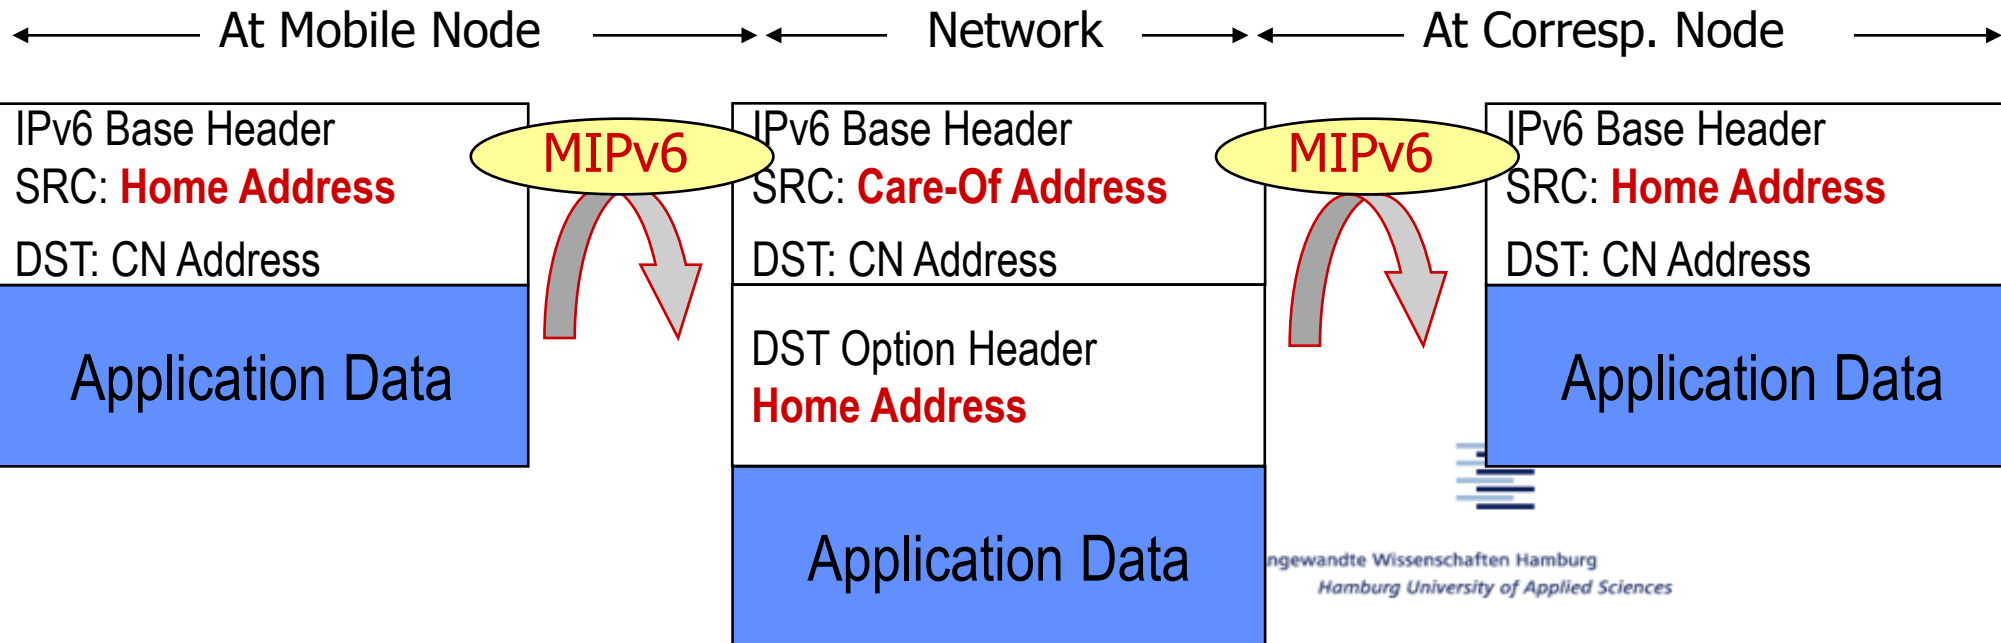 At Mobile Node
Network
At Corresp. Node
IPv6 Base Header
SRC: Home Address
DST: CN Address
Application Data
MIPv6
IPv6 Base Header
SRC: Care-Of Address
DST: CN Address
DST Option Header
Home Address
Application Data
MIPv6
IPv6 Base Header
SRC: Home Address
DST: CN Address
Application Data
Wissenschaften Hamburg
Hamburg University of Applied Sciences